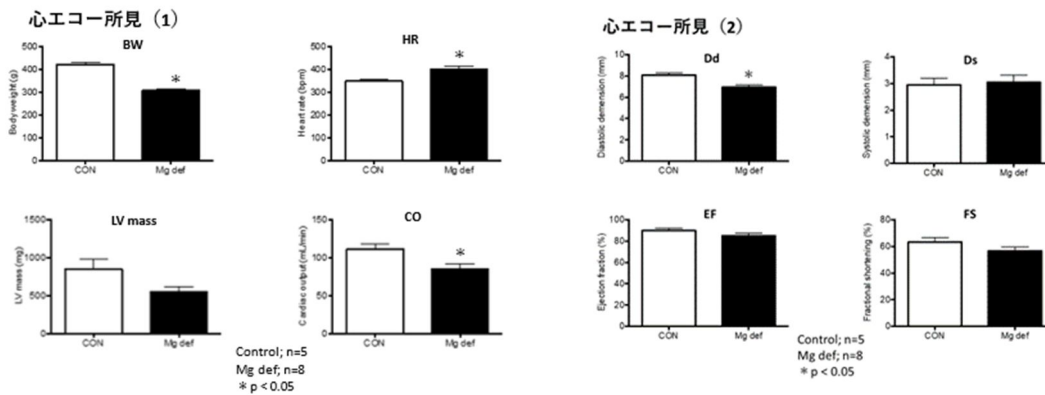 心エコー所見（1）
BW
Body weight (g)
500
400
300
200
100
0
*
CON
Mg def
HR
Heart rate (bpm)
500
400
300
200
100
0
*
CON
Mg def
LV mass
LV mass (mg)
1500
1000
500
0
CON
Mg def
CO
Cardiac output (mL/min)
150
100
50
0
*
CON
Mg def
Control; n=5
Mg def; n=8
* p < 0.05
心エコー所見（2）
Dd
Diastolic demension (mm)
10
8
6
4
2
0
*
CON
Mg def
Ds
Systolic demension (mm)
4
3
2
1
0
CON
Mg def
EF
Ejection fraction (%)
100
80
60
40
20
0
CON
Mg def
FS
Fractional shortening (%)
80
60
40
20
0
CON
Mg def
Control; n=5
Mg def; n=8
* p < 0.05